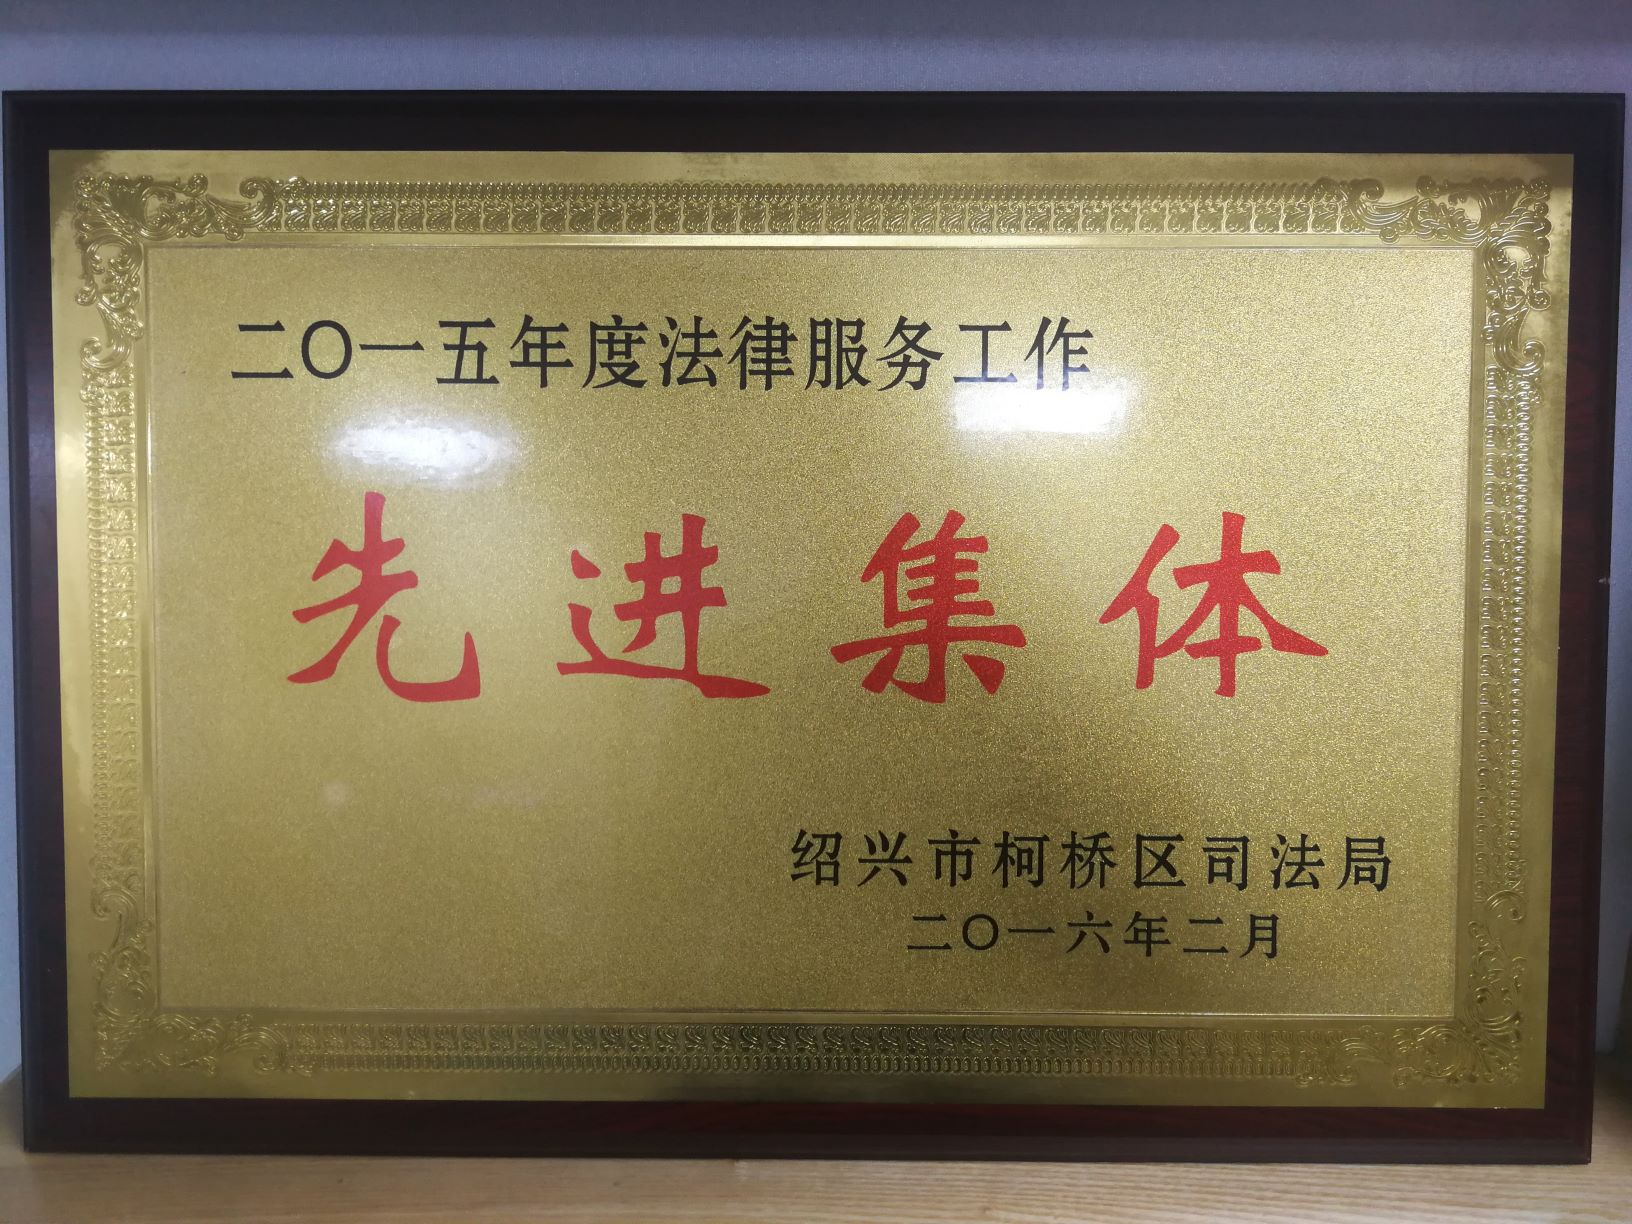 二〇一五年度法律服务工作
先进集体
绍兴市柯桥区司法局
二〇一六年二月